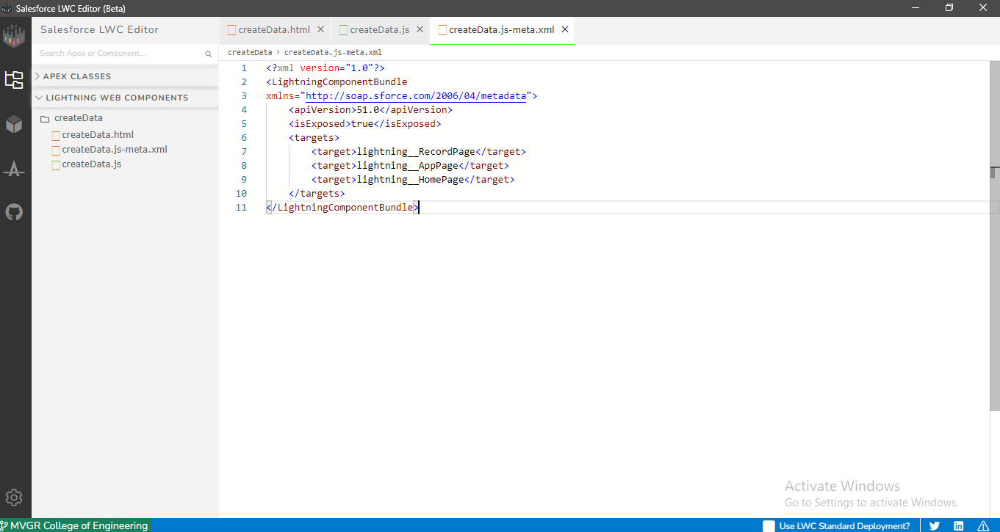 Salesforce LWC Editor (Beta)
Salesforce LWC Editor
createData.html
createData.js
createData.js-meta.xml
Search Apex or Component...
createData > createData.js-meta.xml
APEX CLASSES
LIGHTNING WEB COMPONENTS
createData
createData.html
createData.js-meta.xml
createData.js
1 <?xml version="1.0"?>
2 <LightningComponentBundle
3 xmlns="http://soap.sforce.com/2006/04/metadata">
4 <apiVersion>51.0</apiVersion>
5 <isExposed>true</isExposed>
6 <targets>
7 <target>lightning__RecordPage</target>
8 <target>lightning__AppPage</target>
9 <target>lightning__HomePage</target>
10 </targets>
11 </LightningComponentBundle>
Activate Windows
Go to Settings to activate Windows.
MVGR College of Engineering
Use LWC Standard Deployment?